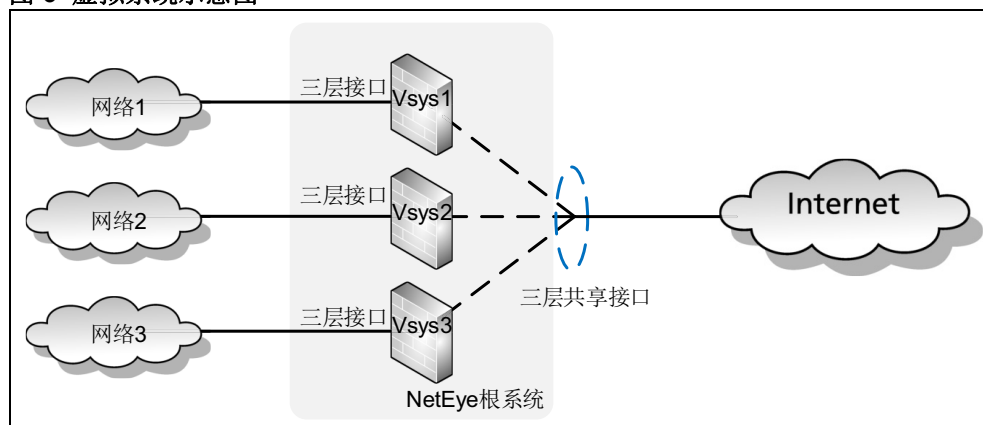 三层接口
网络1
Vsys1
三层接口
网络2
Vsys2
Internet
三层共享接口
三层接口
网络3
Vsys3
NetEye根系统